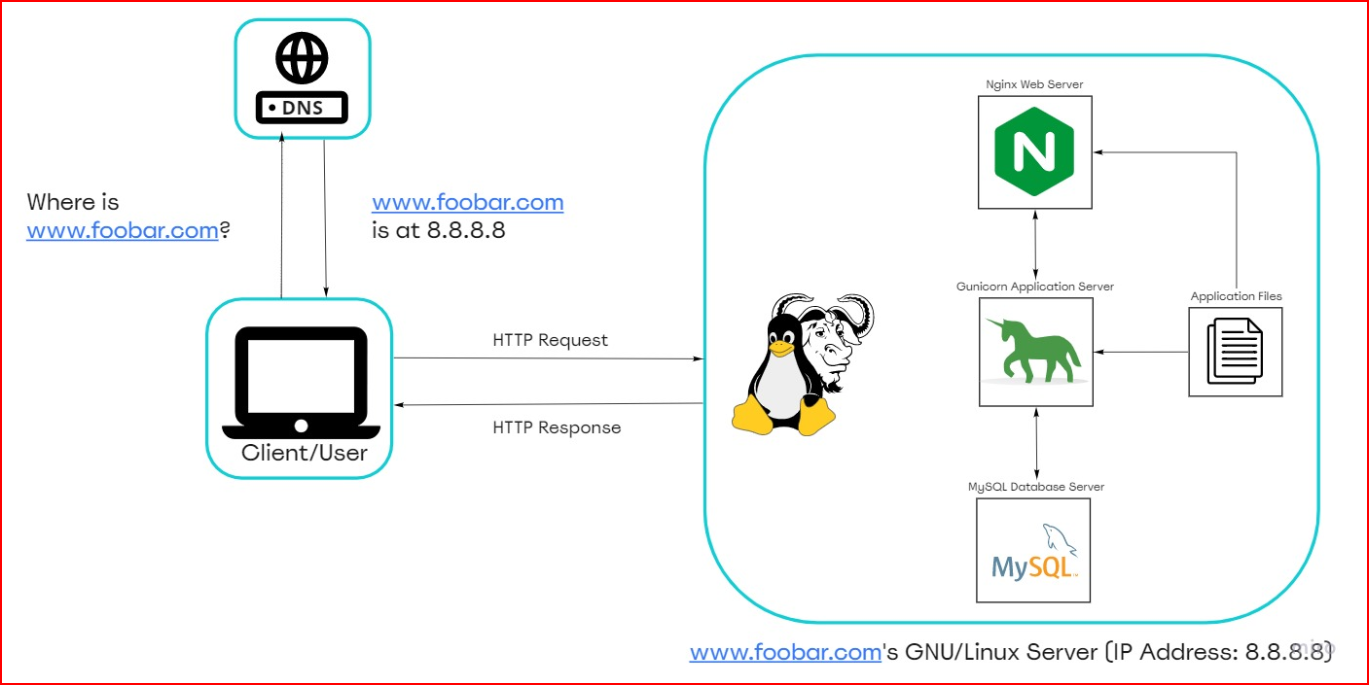 DNS
Where is
www.foobar.com?
www.foobar.com
is at 8.8.8.8
Client/User
HTTP Request
HTTP Response
Nginx Web Server
N
Gunicorn Application Server
Application Files
MySQL Database Server
MySQL™
www.foobar.com's GNU/Linux Server (IP Address: 8.8.8.8)
miro